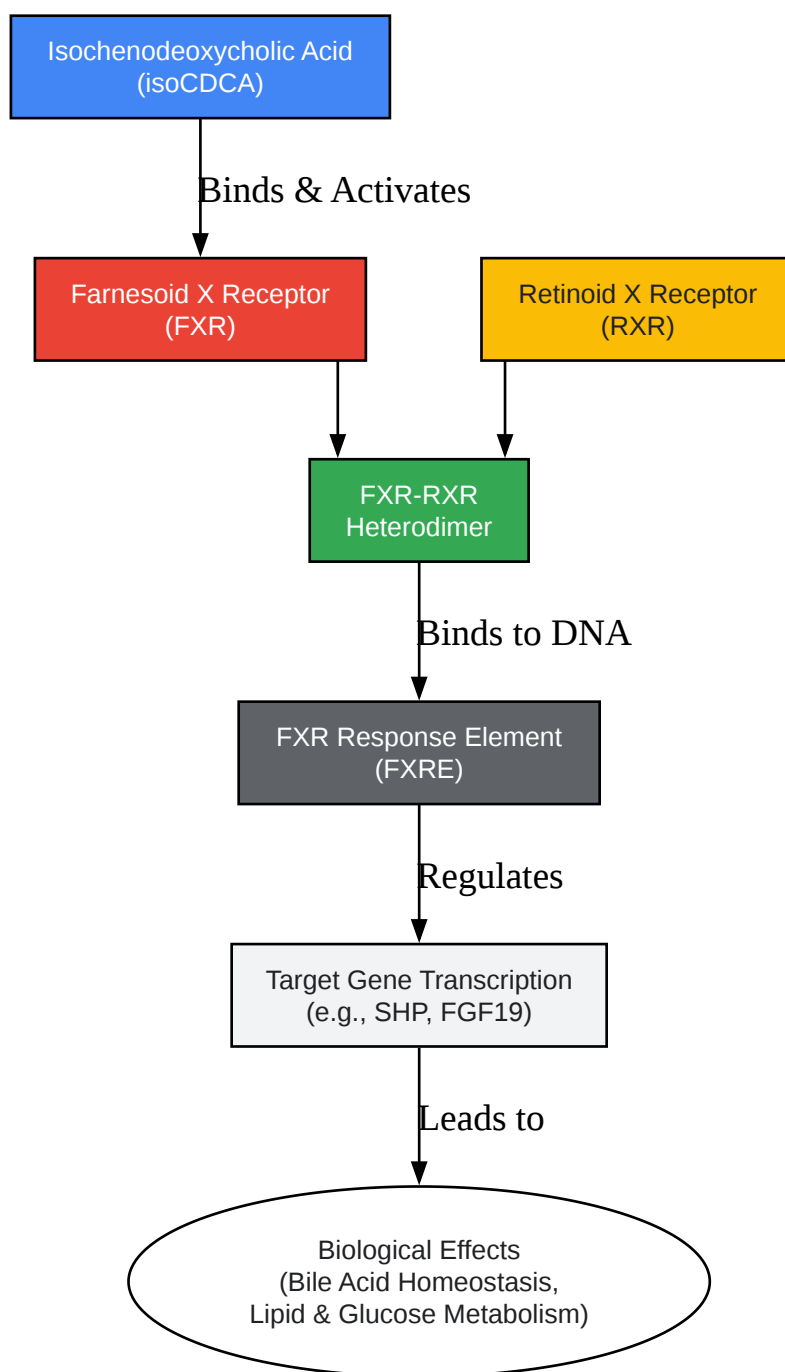 Isochenodeoxycholic Acid
(isoCDCA)
Binds & Activates
Farnesoid X Receptor
(FXR)
Retinoid X Receptor
(RXR)
FXR-RXR
Heterodimer
Binds to DNA
FXR Response Element
(FXRE)
Regulates
Target Gene Transcription
(e.g., SHP, FGF19)
Leads to
Biological Effects
(Bile Acid Homeostasis,
Lipid & Glucose Metabolism)